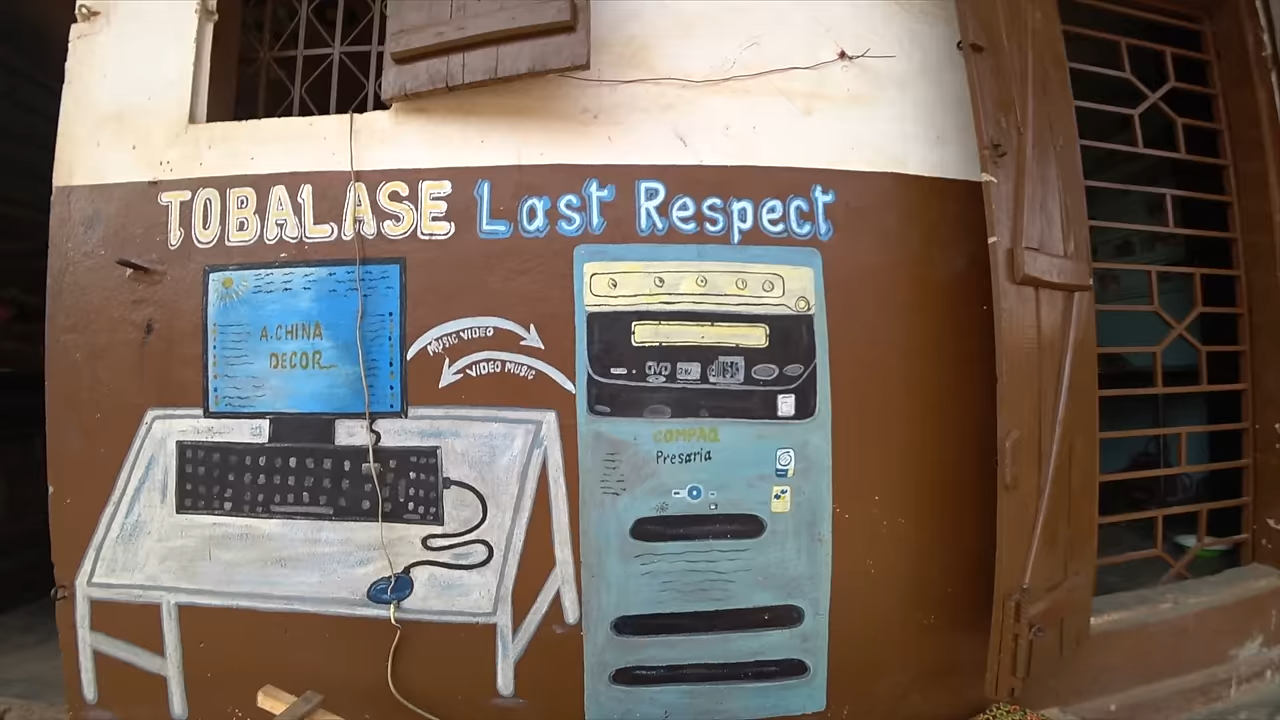 TOBALASE Last Respect
A.CHINA
DECOR
MUSIC VIDEO
VIDEO MUSIC
DVD
COMPAQ
Presaria